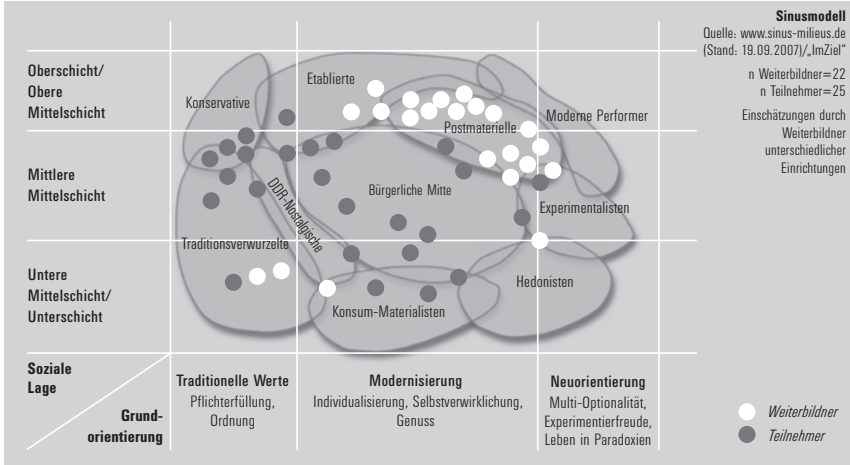 Sinusmodell
Quelle: www.sinus-milieus.de
(Stand: 19.09.2007)/„ImZiel“
n Weiterbildner=22
n Teilnehmer=25
Einschätzungen durch
Weiterbildner
unterschiedlicher
Einrichtungen
Oberschicht/
Obere
Mittelschicht
Konservative
Etablierte
Postmaterielle
Moderne Performer
Mittlere
Mittelschicht
DDR-Nostalgische
Bürgerliche Mitte
Experimentalisten
Traditionsverwurzelte
Untere
Mittelschicht/
Unterschicht
Konsum-Materialisten
Hedonisten
Soziale
Lage
Grund-
orientierung
Traditionelle Werte
Pflichterfüllung,
Ordnung
Modernisierung
Individualisierung, Selbstverwirklichung,
Genuss
Neuorientierung
Multi-Optionalität,
Experimentierfreude,
Leben in Paradoxien
Weiterbildner
Teilnehmer